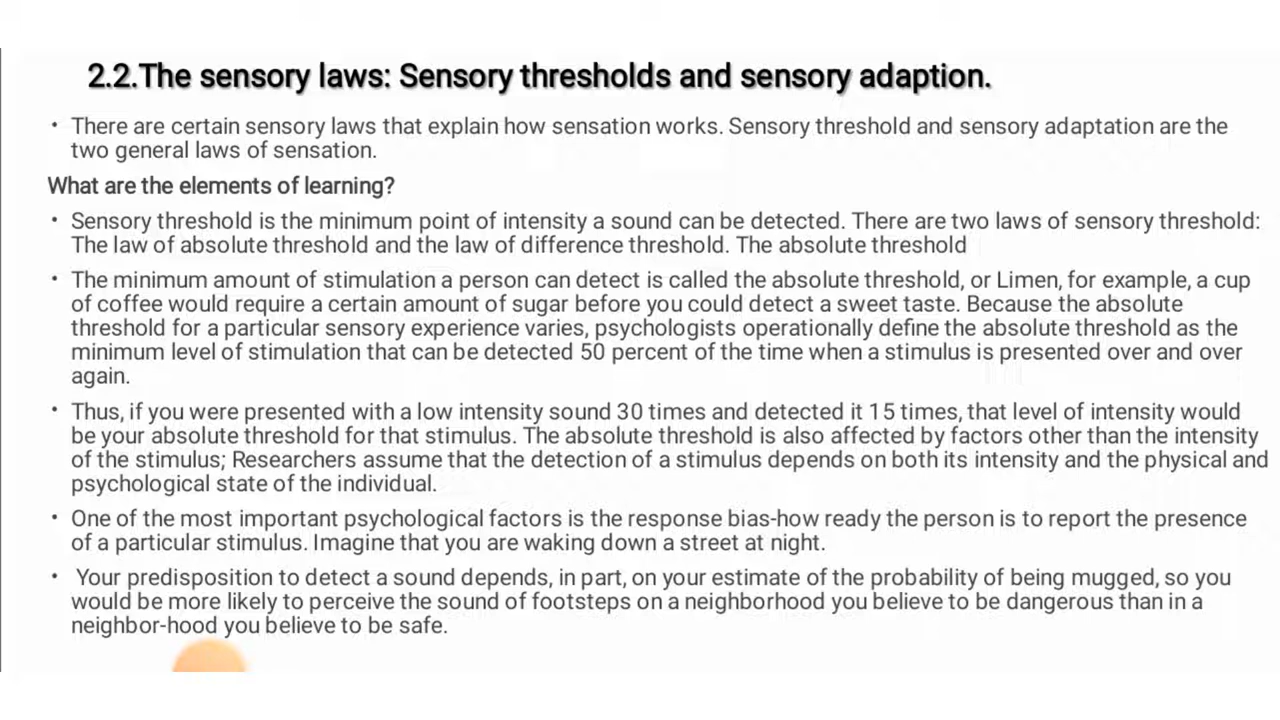 2.2.The sensory laws: Sensory thresholds and sensory adaption.
• There are certain sensory laws that explain how sensation works. Sensory threshold and sensory adaptation are the
two general laws of sensation.
What are the elements of learning?
• Sensory threshold is the minimum point of intensity a sound can be detected. There are two laws of sensory threshold:
The law of absolute threshold and the law of difference threshold. The absolute threshold
• The minimum amount of stimulation a person can detect is called the absolute threshold, or Limen, for example, a cup
of coffee would require a certain amount of sugar before you could detect a sweet taste. Because the absolute
threshold for a particular sensory experience varies, psychologists operationally define the absolute threshold as the
minimum level of stimulation that can be detected 50 percent of the time when a stimulus is presented over and over
again.
• Thus, if you were presented with a low intensity sound 30 times and detected it 15 times, that level of intensity would
be your absolute threshold for that stimulus. The absolute threshold is also affected by factors other than the intensity
of the stimulus; Researchers assume that the detection of a stimulus depends on both its intensity and the physical and
psychological state of the individual.
• One of the most important psychological factors is the response bias-how ready the person is to report the presence
of a particular stimulus. Imagine that you are waking down a street at night.
• Your predisposition to detect a sound depends, in part, on your estimate of the probability of being mugged, so you
would be more likely to perceive the sound of footsteps on a neighborhood you believe to be dangerous than in a
neighbor-hood you believe to be safe.